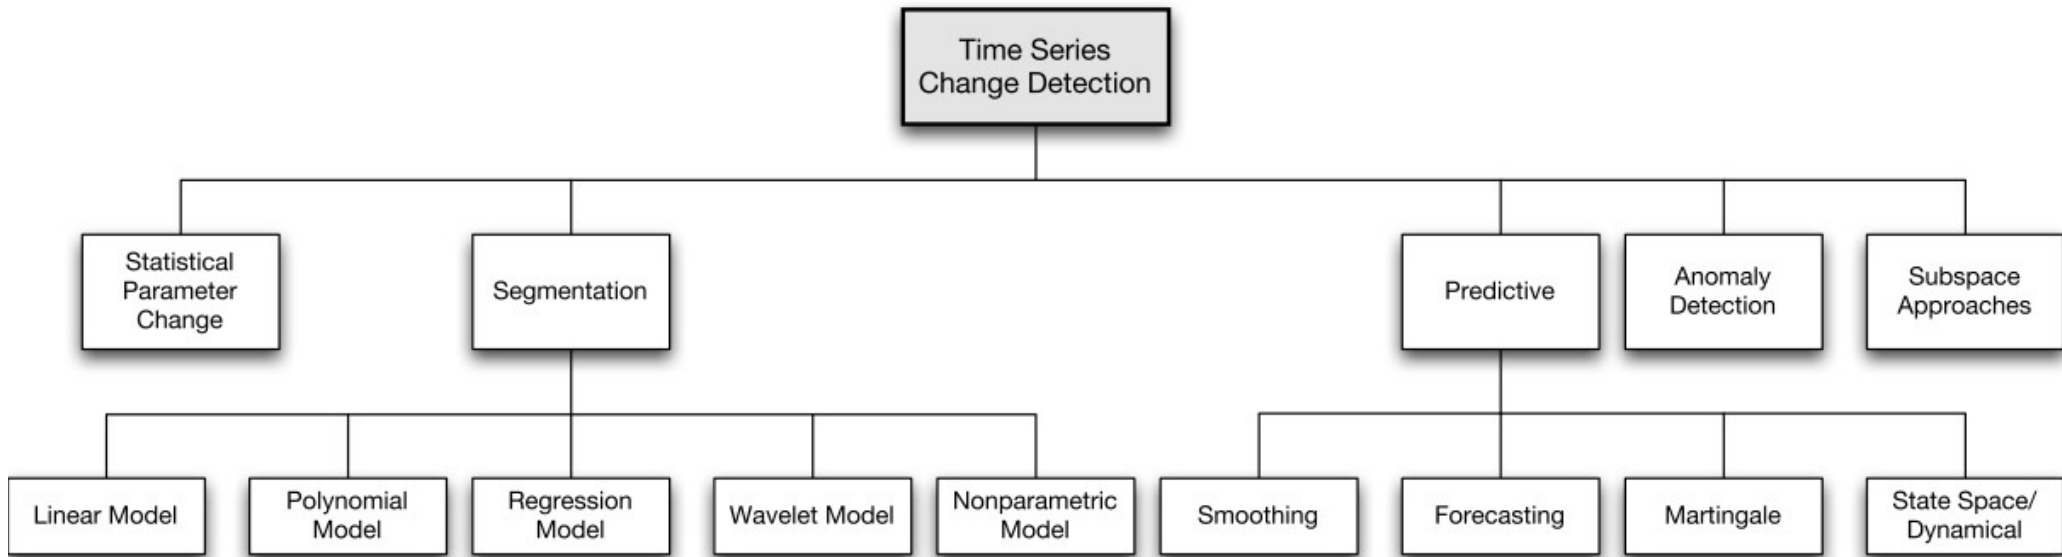 Time Series
Change Detection
Statistical
Parameter
Change
Segmentation
Predictive
Anomaly
Detection
Subspace
Approaches
Linear Model
Polynomial
Model
Regression
Model
Wavelet Model
Nonparametric
Model
Smoothing
Forecasting
Martingale
State Space/
Dynamical